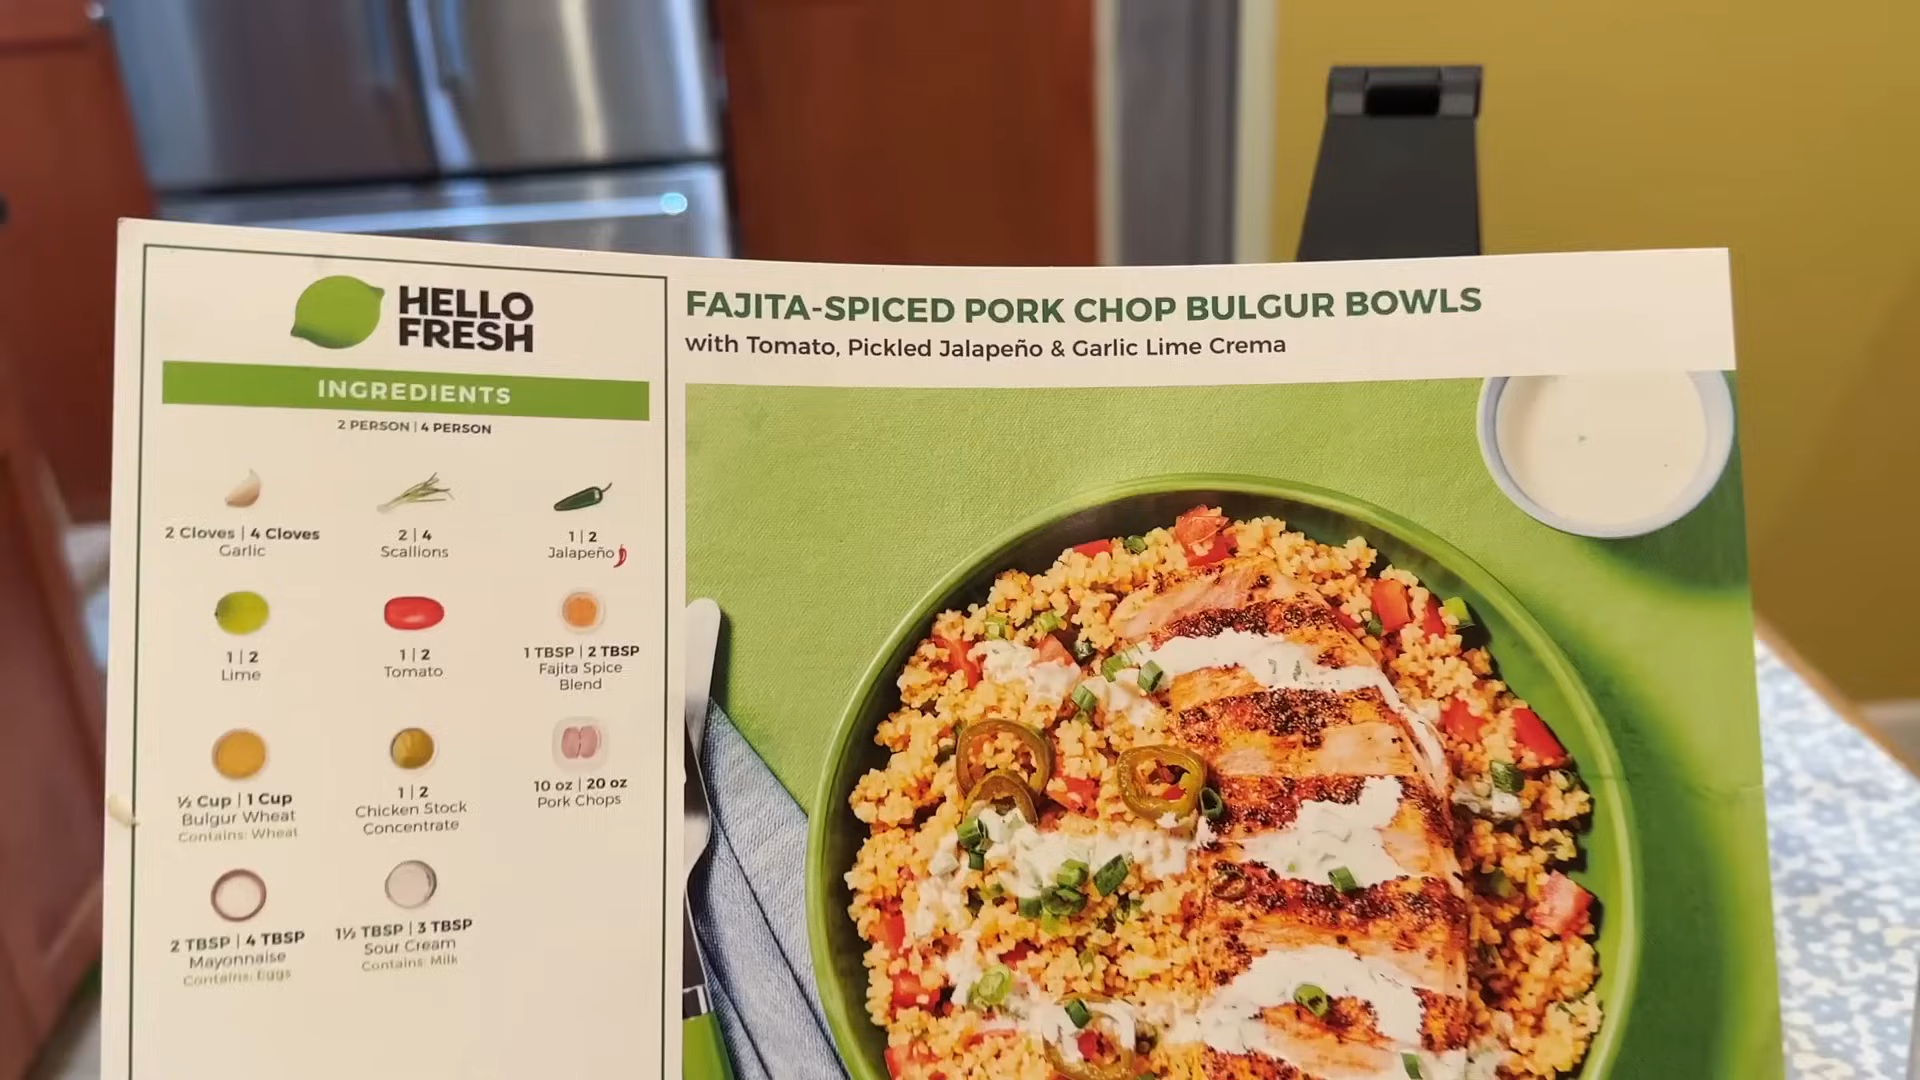 HELLO
FRESH
INGREDIENTS
2 PERSON | 4 PERSON
2 Cloves | 4 Cloves
Garlic
2 | 4
Scallions
1 | 2
Jalapeño
1 | 2
Lime
1 | 2
Tomato
1 TBSP | 2 TBSP
Fajita Spice
Blend
½ Cup | 1 Cup
Bulgur Wheat
Contains: Wheat
1 | 2
Chicken Stock
Concentrate
10 oz | 20 oz
Pork Chops
2 TBSP | 4 TBSP
Mayonnaise
Contains: Eggs
1½ TBSP | 3 TBSP
Sour Cream
Contains: Milk
FAJITA-SPICED PORK CHOP BULGUR BOWLS
with Tomato, Pickled Jalapeño & Garlic Lime Crema